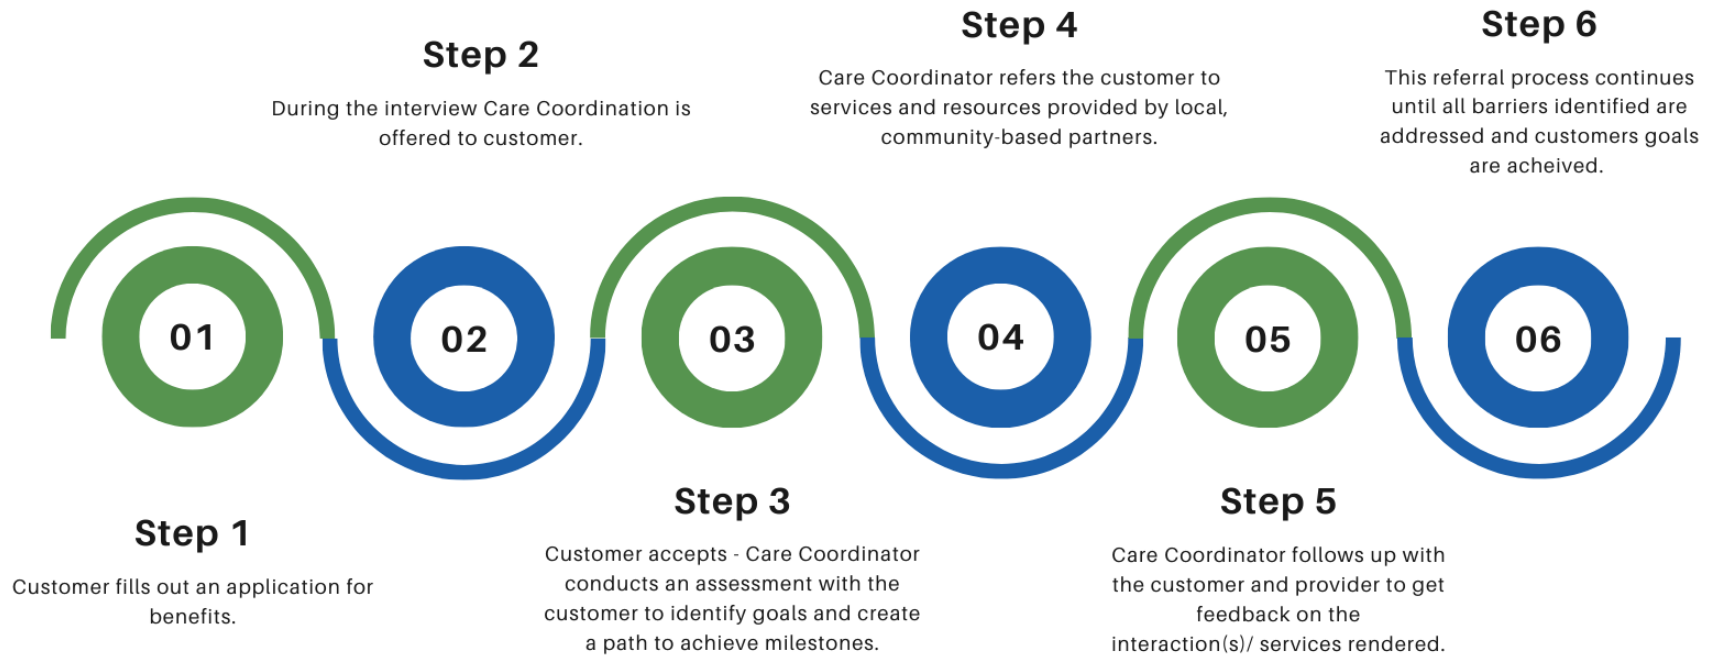 Step 1
Customer fills out an application for
benefits.
01
Step 2
During the interview Care Coordination is
offered to customer.
02
Step 3
Customer accepts - Care Coordinator
conducts an assessment with the
customer to identify goals and create
a path to achieve milestones.
03
Step 4
Care Coordinator refers the customer to
services and resources provided by local,
community-based partners.
04
Step 5
Care Coordinator follows up with
the customer and provider to get
feedback on the
interaction(s)/ services rendered.
05
Step 6
This referral process continues
until all barriers identified are
addressed and customers goals
are acheived.
06